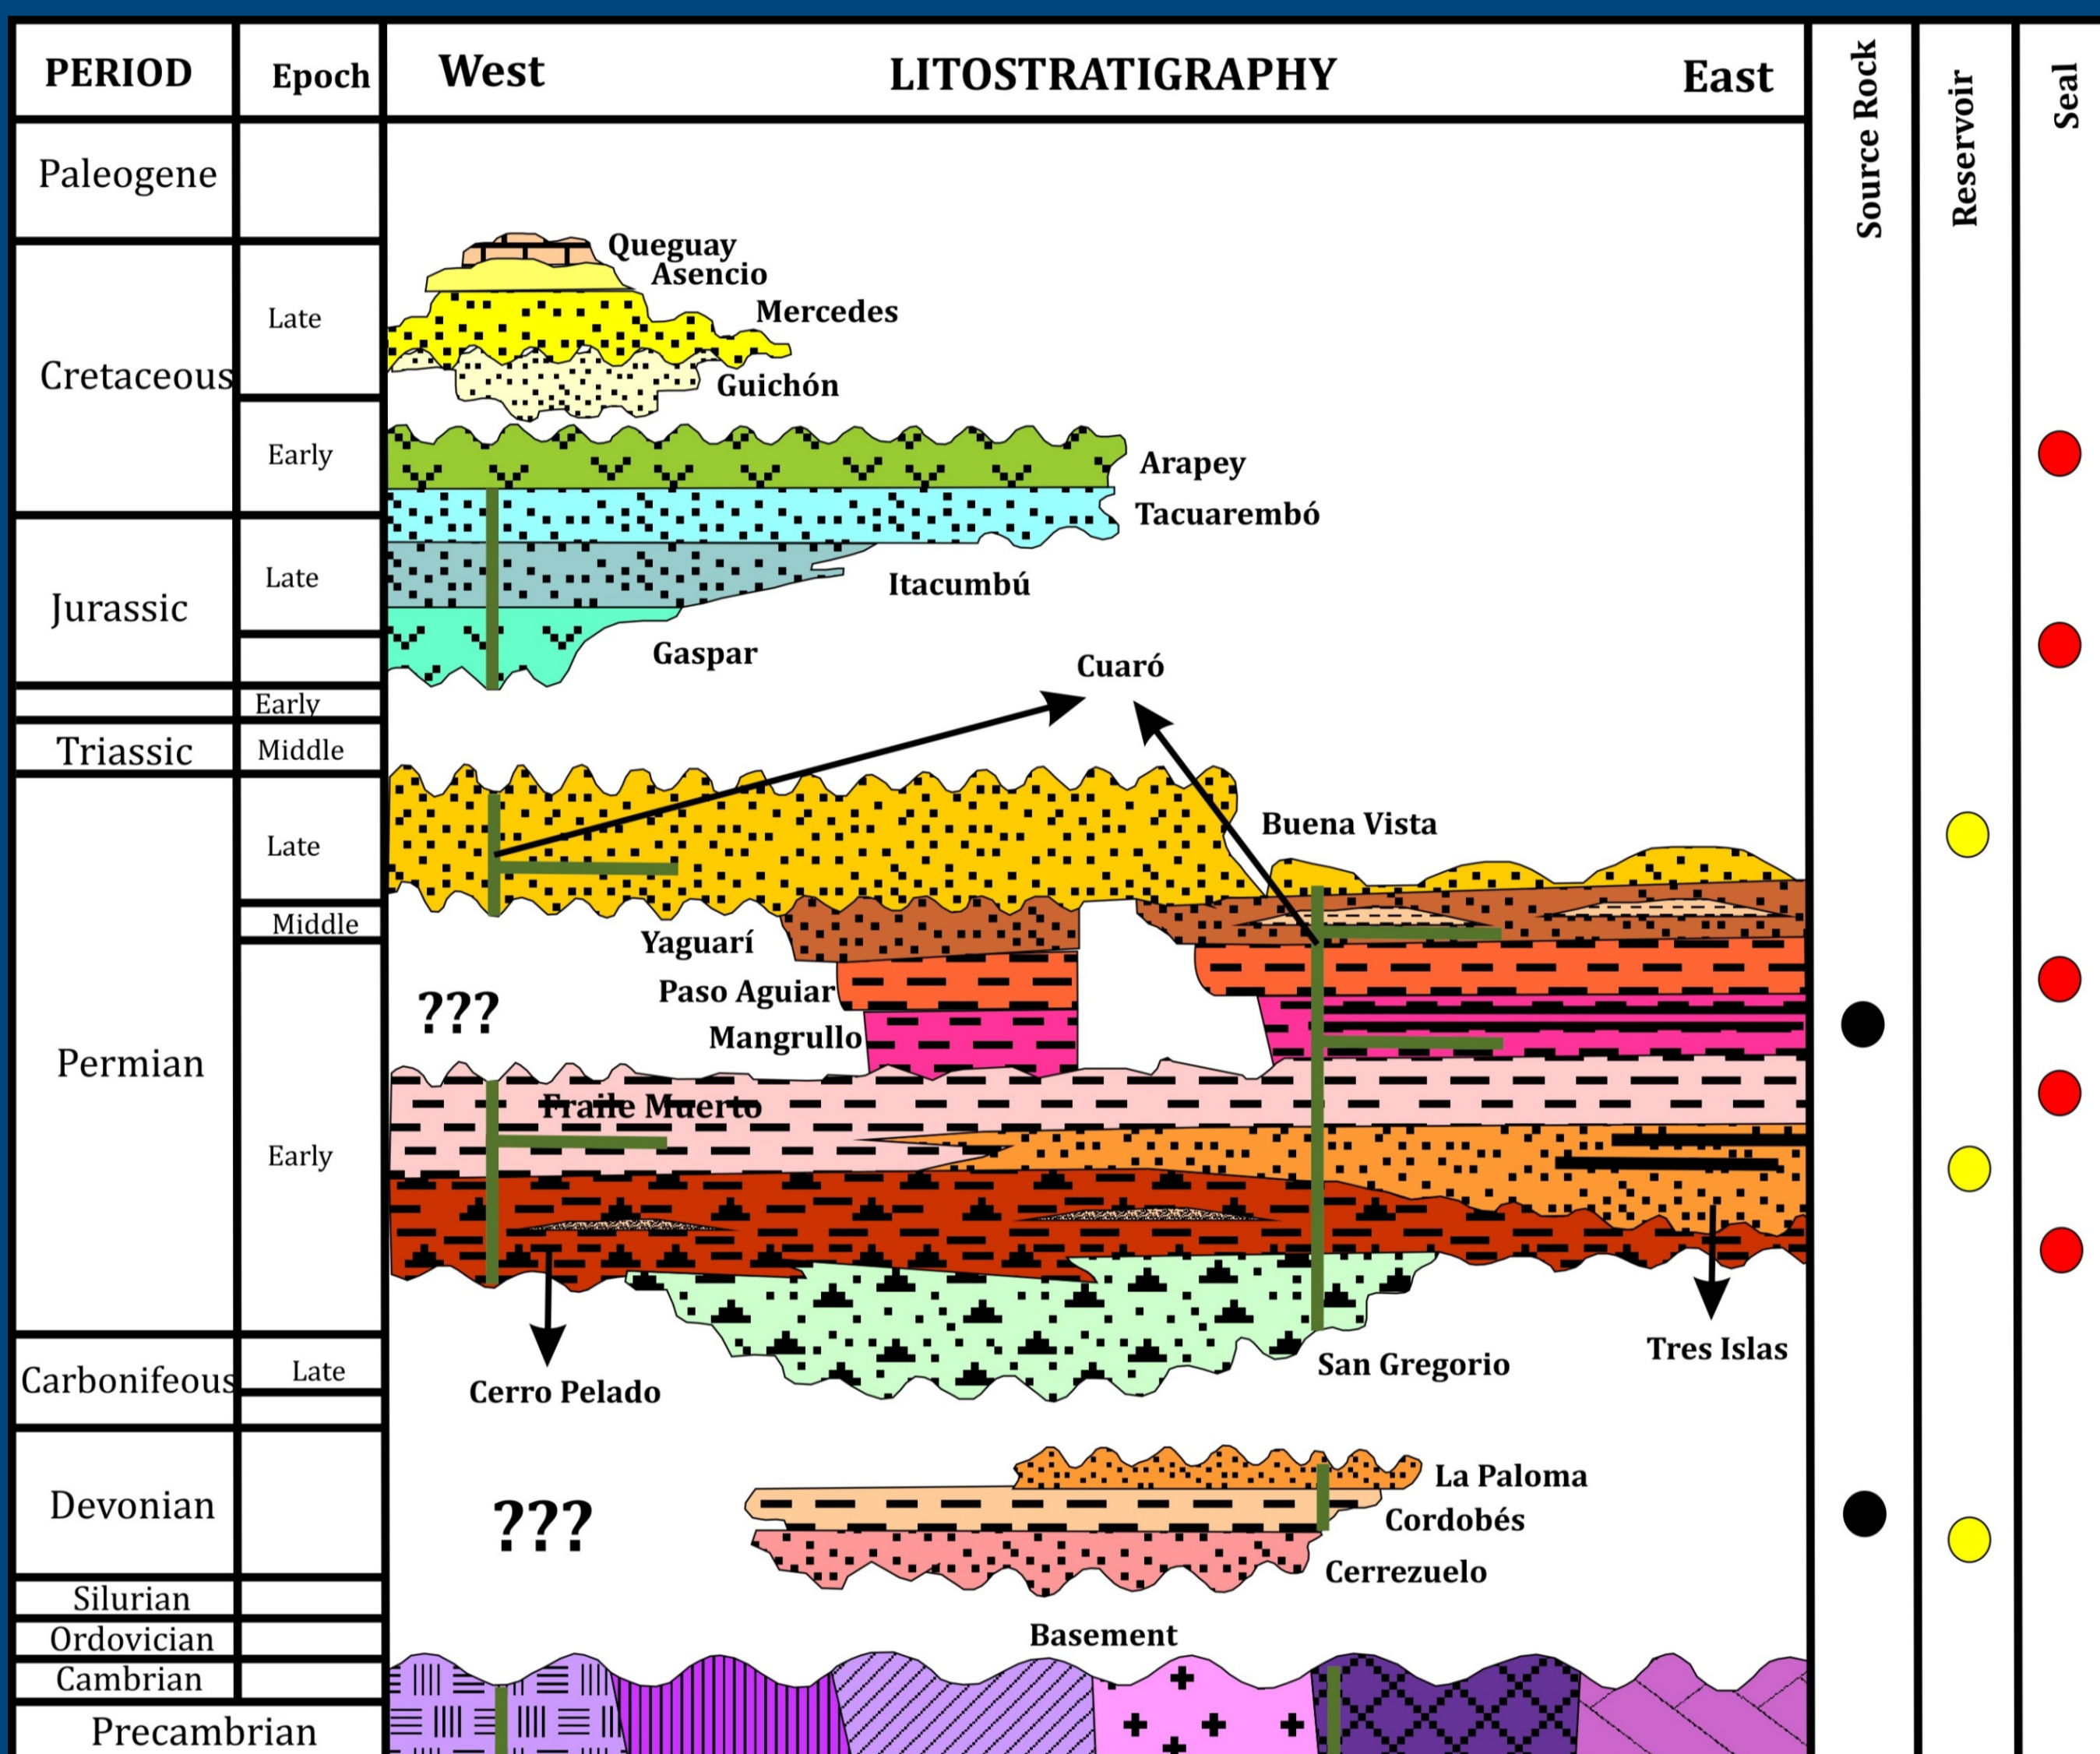 PERIOD
Epoch
West
LITOSTRATIGRAPHY
East
Source Rock
Reservoir
Seal
Paleogene
Queguay
Asencio
Late
Mercedes
Cretaceous
Guichón
Early
Arapey
Tacuarembó
Late
Itacumbú
Jurassic
Gaspar
Cuaró
Early
Triassic
Middle
Late
Buena Vista
Middle
Yaguarí
Paso Aguiar
???
Mangrullo
Permian
Fraile Muerto
Early
Tres Islas
San Gregorio
Carbonifeous
Late
Cerro Pelado
La Paloma
Devonian
???
Cordobés
Cerrezuelo
Silurian
Ordovician
Basement
Cambrian
Precambrian